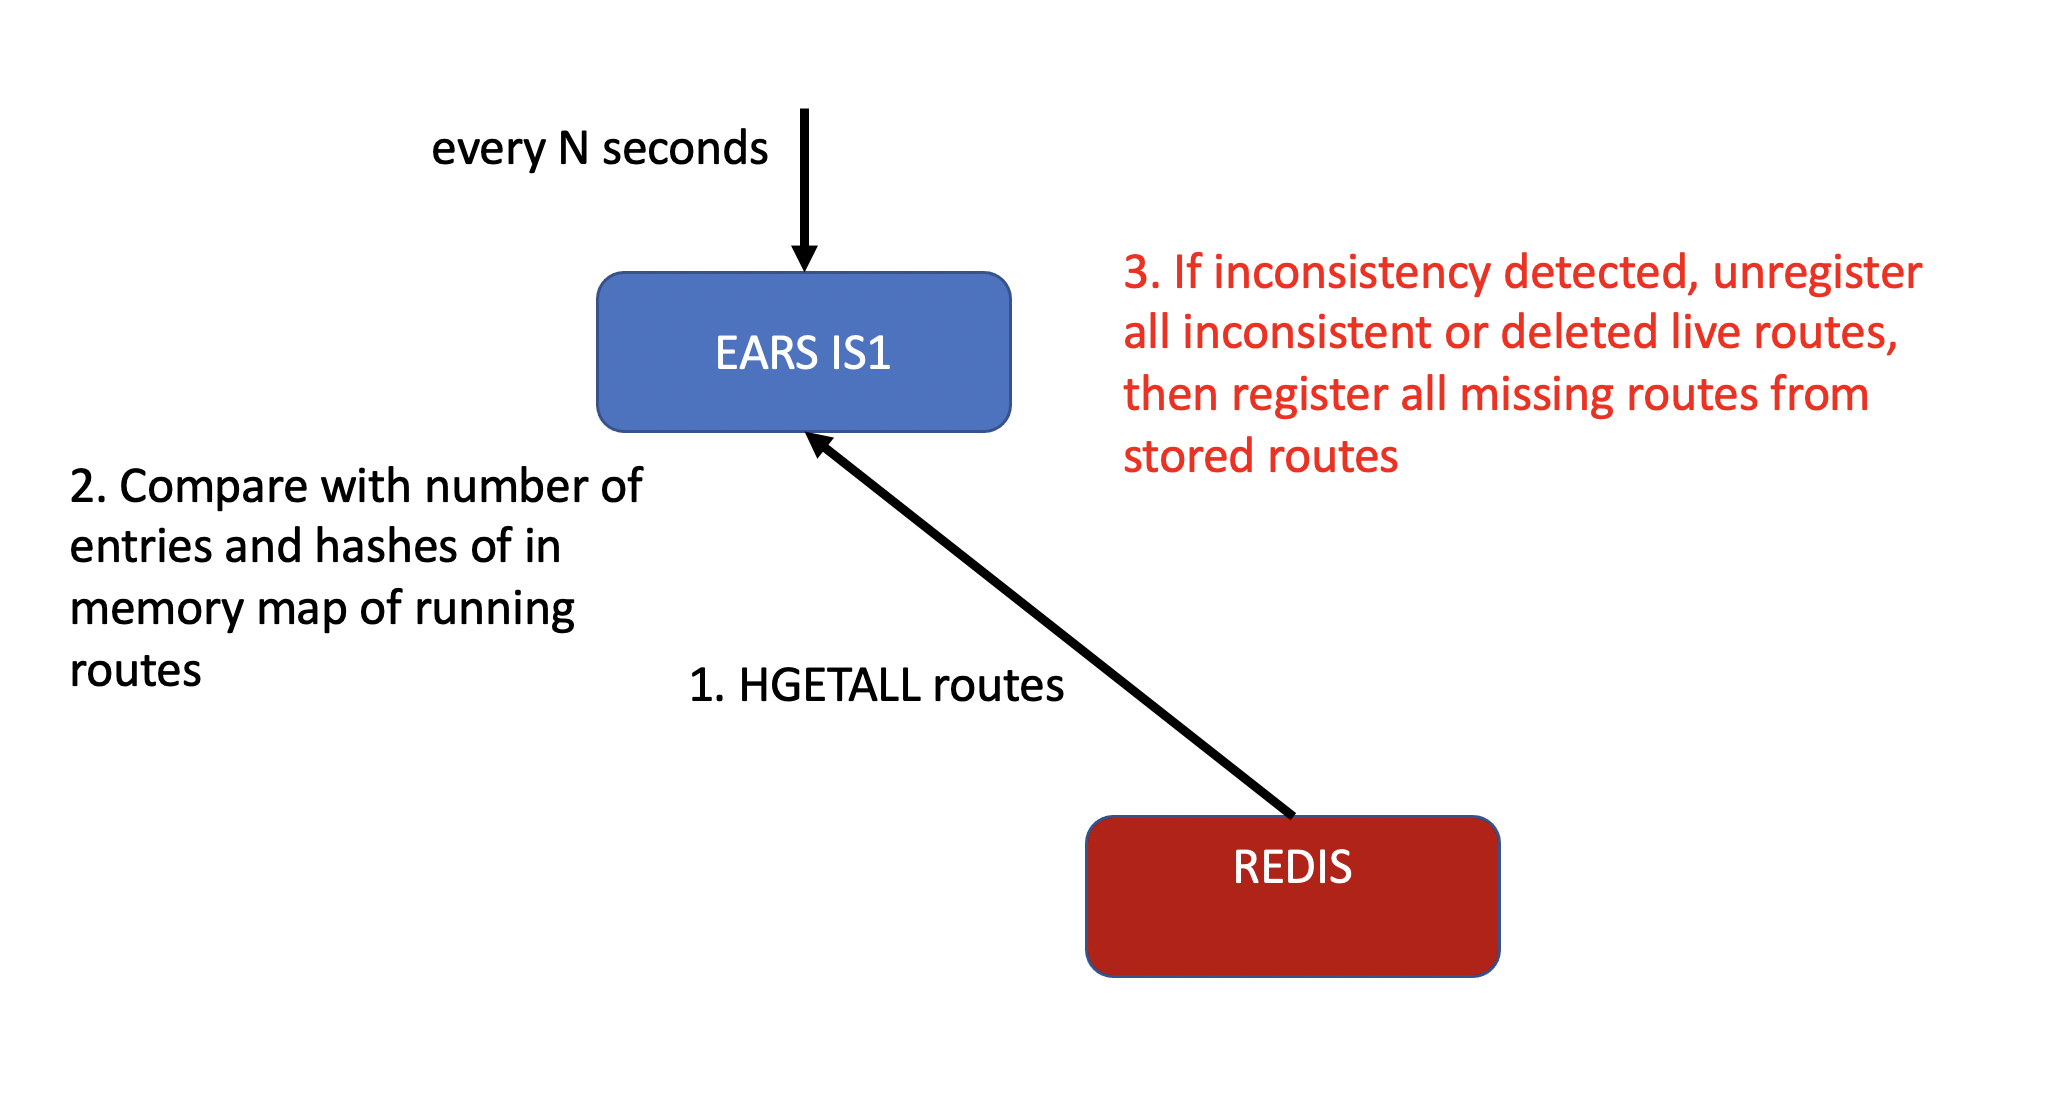 every N seconds
EARS IS1
3. If inconsistency detected, unregister
all inconsistent or deleted live routes,
then register all missing routes from
stored routes
2. Compare with number of
entries and hashes of in
memory map of running
routes
1. HGETALL routes
REDIS